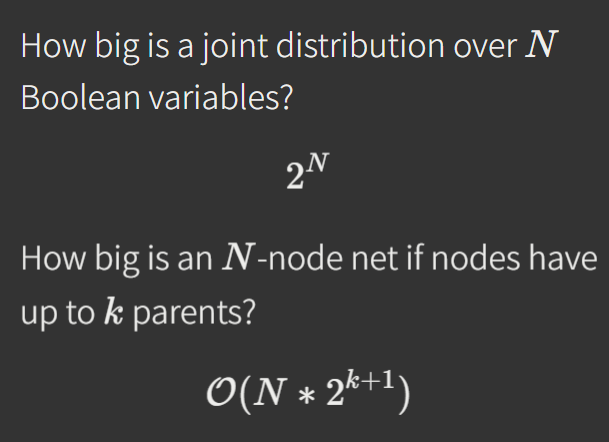 How big is a joint distribution over N
Boolean variables?
2^N
How big is an N-node net if nodes have
up to k parents?
O(N * 2^{k+1})